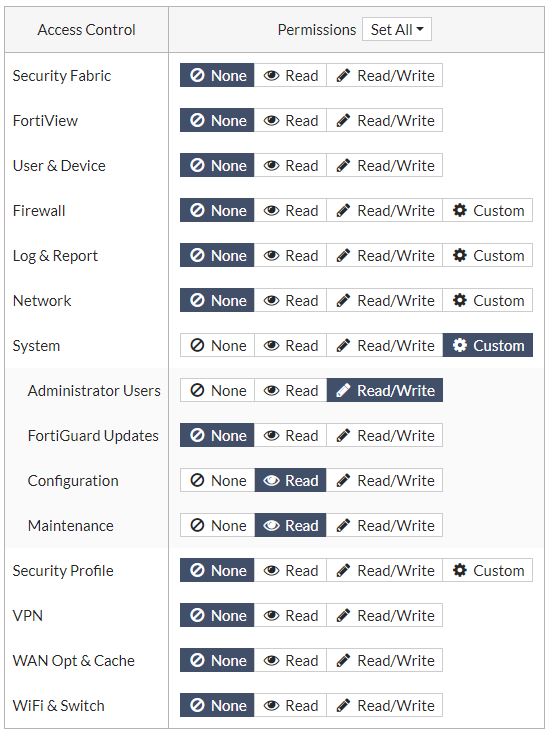 Access Control Permissions Set All
Security Fabric None Read Read/Write
FortiView None Read Read/Write
User & Device None Read Read/Write
Firewall None Read Read/Write Custom
Log & Report None Read Read/Write Custom
Network None Read Read/Write Custom
System None Read Read/Write Custom
Administrator Users None Read Read/Write
FortiGuard Updates None Read Read/Write
Configuration None Read Read/Write
Maintenance None Read Read/Write
Security Profile None Read Read/Write Custom
VPN None Read Read/Write
WAN Opt & Cache None Read Read/Write
WiFi & Switch None Read Read/Write